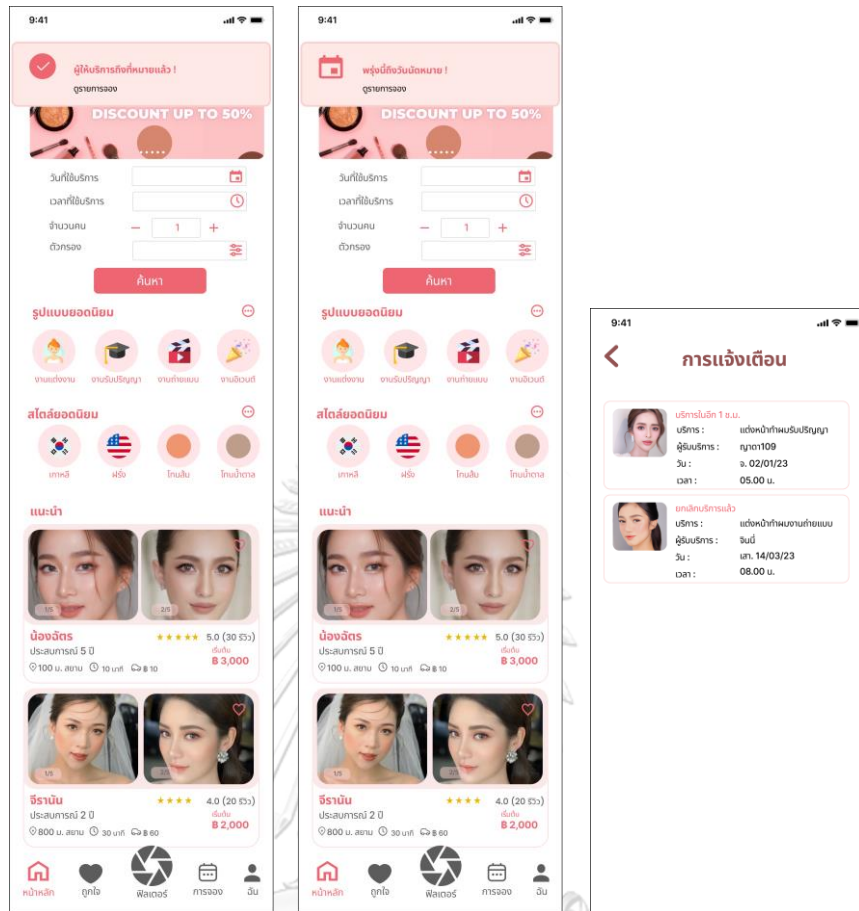 9:41
ผู้ให้บริการถึงที่หมายแล้ว !
ดูรายการจอง
DISCOUNT UP TO 50%
วันที่ใช้บริการ
เวลาที่ใช้บริการ
จำนวนคน
1
ตัวกรอง
ค้นหา
รูปแบบยอดนิยม
งานแต่งงาน งานรับปริญญา งานถ่ายแบบ งานอีเวนต์
สไตล์ยอดนิยม
เกาหลี ฝรั่ง โทนส้ม โทนน้ำตาล
แนะนำ
1/5 2/5
น้องฉัตร 5.0 (30 รีวิว)
ประสบการณ์ 5 ปี เริ่มต้น
100 ม. สยาม 10 นาที ฿ 10 ฿ 3,000
1/5 2/5
จีรานัน 4.0 (20 รีวิว)
ประสบการณ์ 2 ปี เริ่มต้น
800 ม. สยาม 30 นาที ฿ 60 ฿ 2,000
หน้าหลัก ถูกใจ ฟิลเตอร์ การจอง ฉัน
9:41
พรุ่งนี้ถึงวันนัดหมาย !
ดูรายการจอง
DISCOUNT UP TO 50%
วันที่ใช้บริการ
เวลาที่ใช้บริการ
จำนวนคน
1
ตัวกรอง
ค้นหา
รูปแบบยอดนิยม
งานแต่งงาน งานรับปริญญา งานถ่ายแบบ งานอีเวนต์
สไตล์ยอดนิยม
เกาหลี ฝรั่ง โทนส้ม โทนน้ำตาล
แนะนำ
1/5 2/5
น้องฉัตร 5.0 (30 รีวิว)
ประสบการณ์ 5 ปี เริ่มต้น
100 ม. สยาม 10 นาที ฿ 10 ฿ 3,000
1/5 2/5
จีรานัน 4.0 (20 รีวิว)
ประสบการณ์ 2 ปี เริ่มต้น
800 ม. สยาม 30 นาที ฿ 60 ฿ 2,000
หน้าหลัก ถูกใจ ฟิลเตอร์ การจอง ฉัน
9:41
การแจ้งเตือน
บริการในอีก 1 ช.ม.
บริการ : แต่งหน้าทำผมรับปริญญา
ผู้รับบริการ : ญาดา109
วัน : จ. 02/01/23
เวลา : 05.00 น.
ยกเลิกบริการแล้ว
บริการ : แต่งหน้าทำผมงานถ่ายแบบ
ผู้รับบริการ : จินนี่
วัน : เสา. 14/03/23
เวลา : 08.00 น.